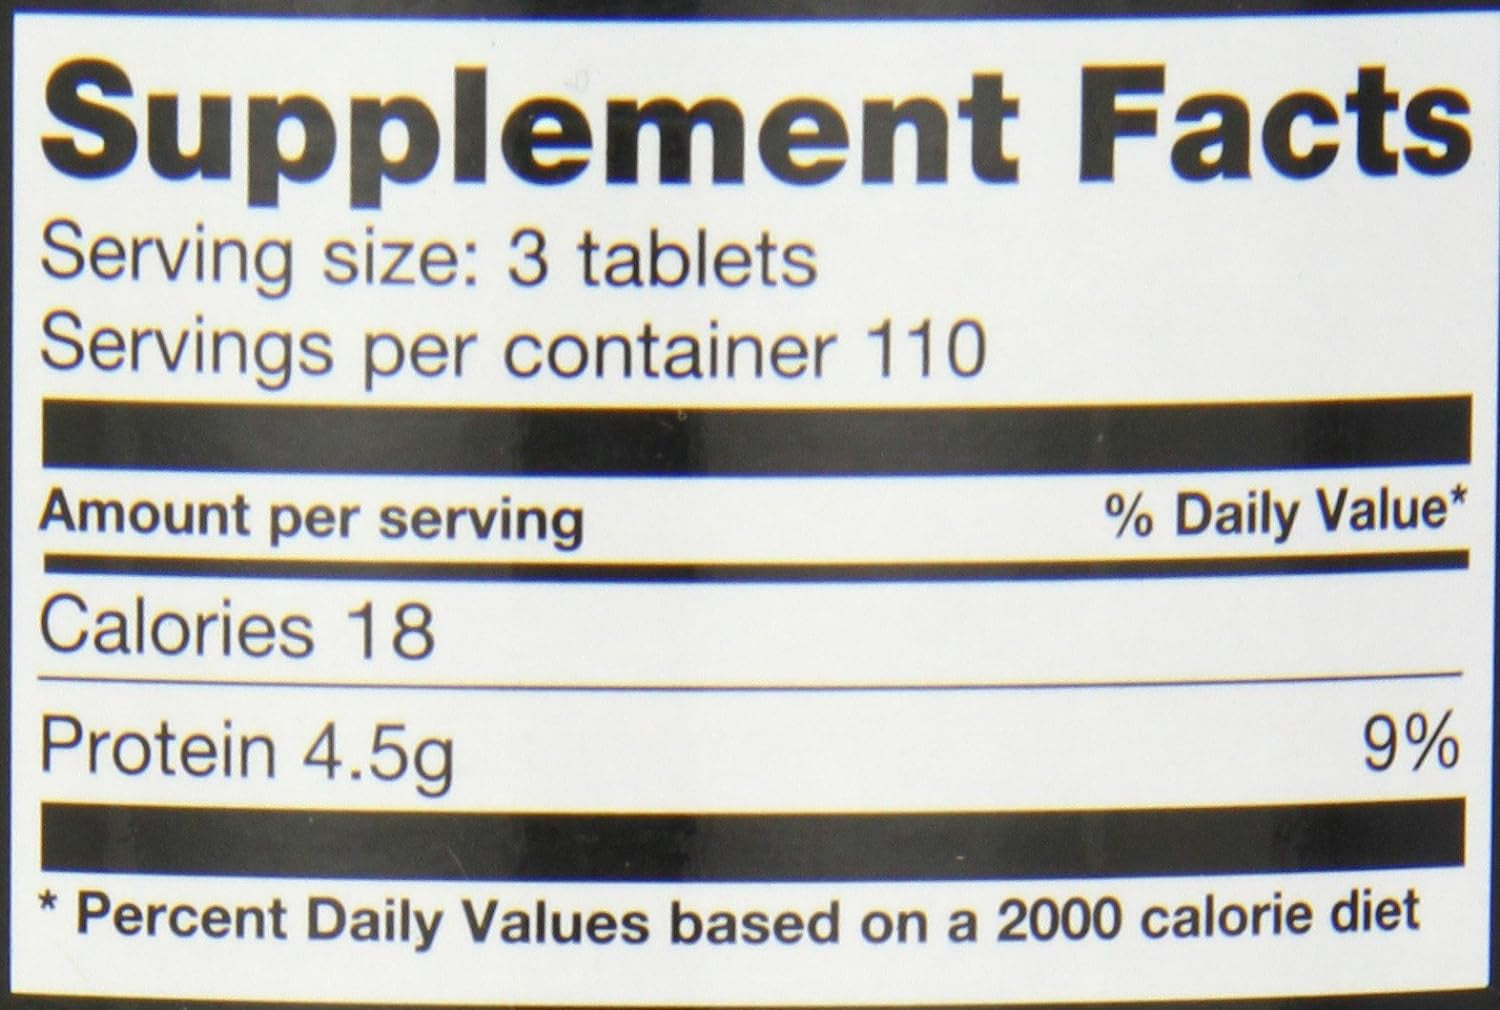 Supplement Facts
Serving size: 3 tablets
Servings per container 110
Amount per serving % Daily Value*
Calories 18
Protein 4.5g 9%
* Percent Daily Values based on a 2000 calorie diet